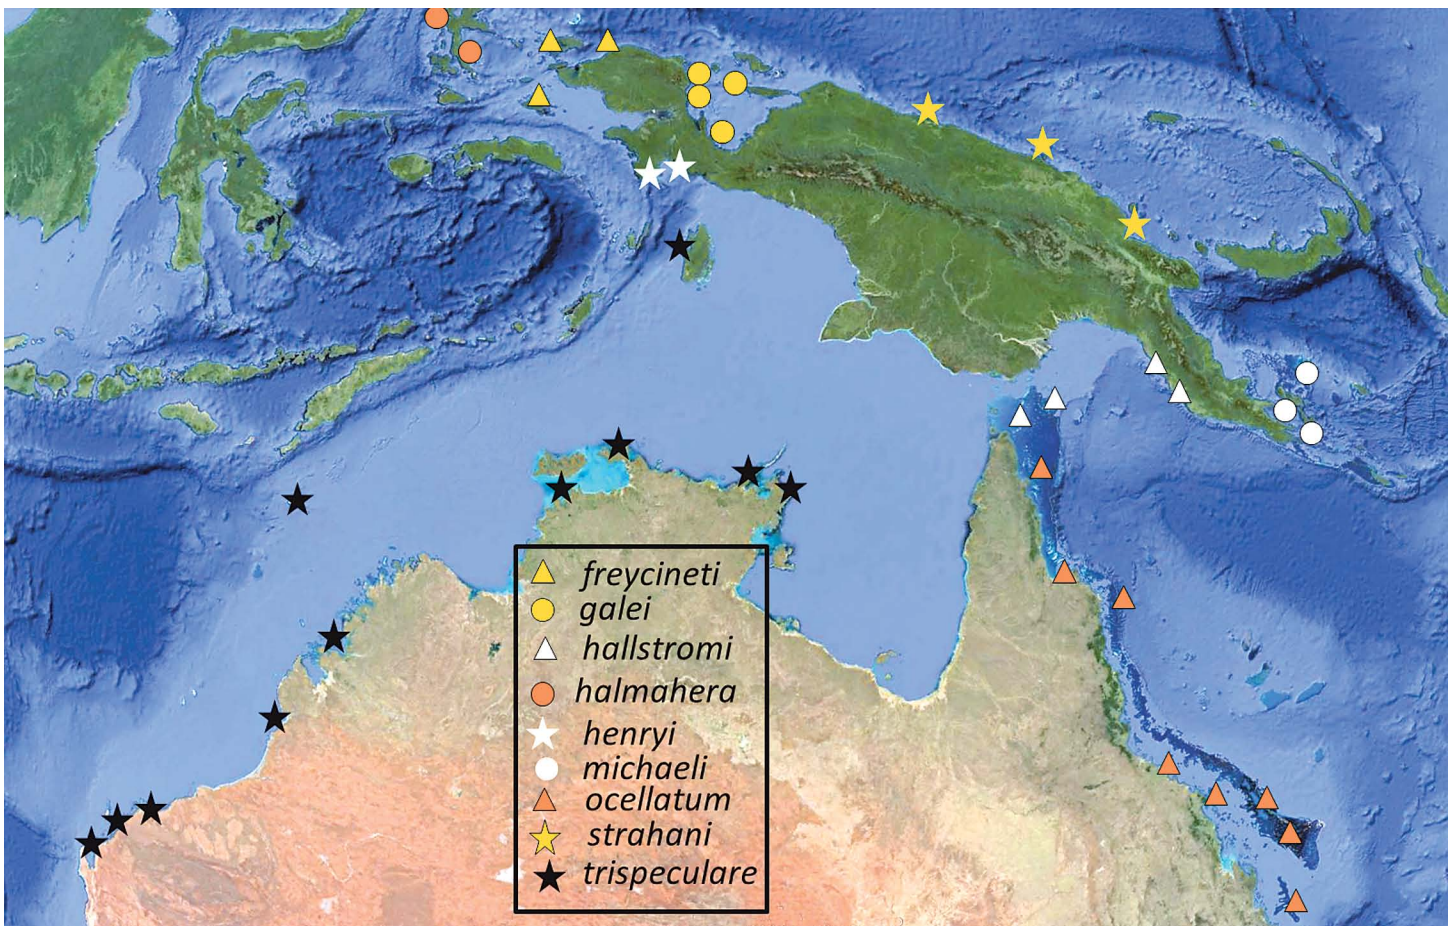 freycineti
galei
hallstromi
halmahera
henryi
michaeli
ocellatum
strahani
trispeculare